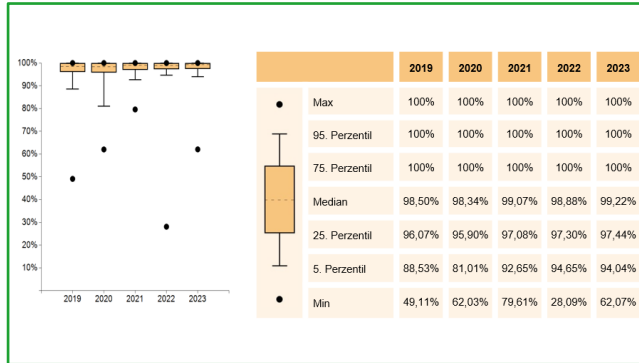 100%
90%
80%
70%
60%
50%
40%
30%
20%
10%
2019 2020 2021 2022 2023
2019 2020 2021 2022 2023
Max 100% 100% 100% 100% 100%
95. Perzentil 100% 100% 100% 100% 100%
75. Perzentil 100% 100% 100% 100% 100%
Median 98,50% 98,34% 99,07% 98,88% 99,22%
25. Perzentil 96,07% 95,90% 97,08% 97,30% 97,44%
5. Perzentil 88,53% 81,01% 92,65% 94,65% 94,04%
Min 49,11% 62,03% 79,61% 28,09% 62,07%